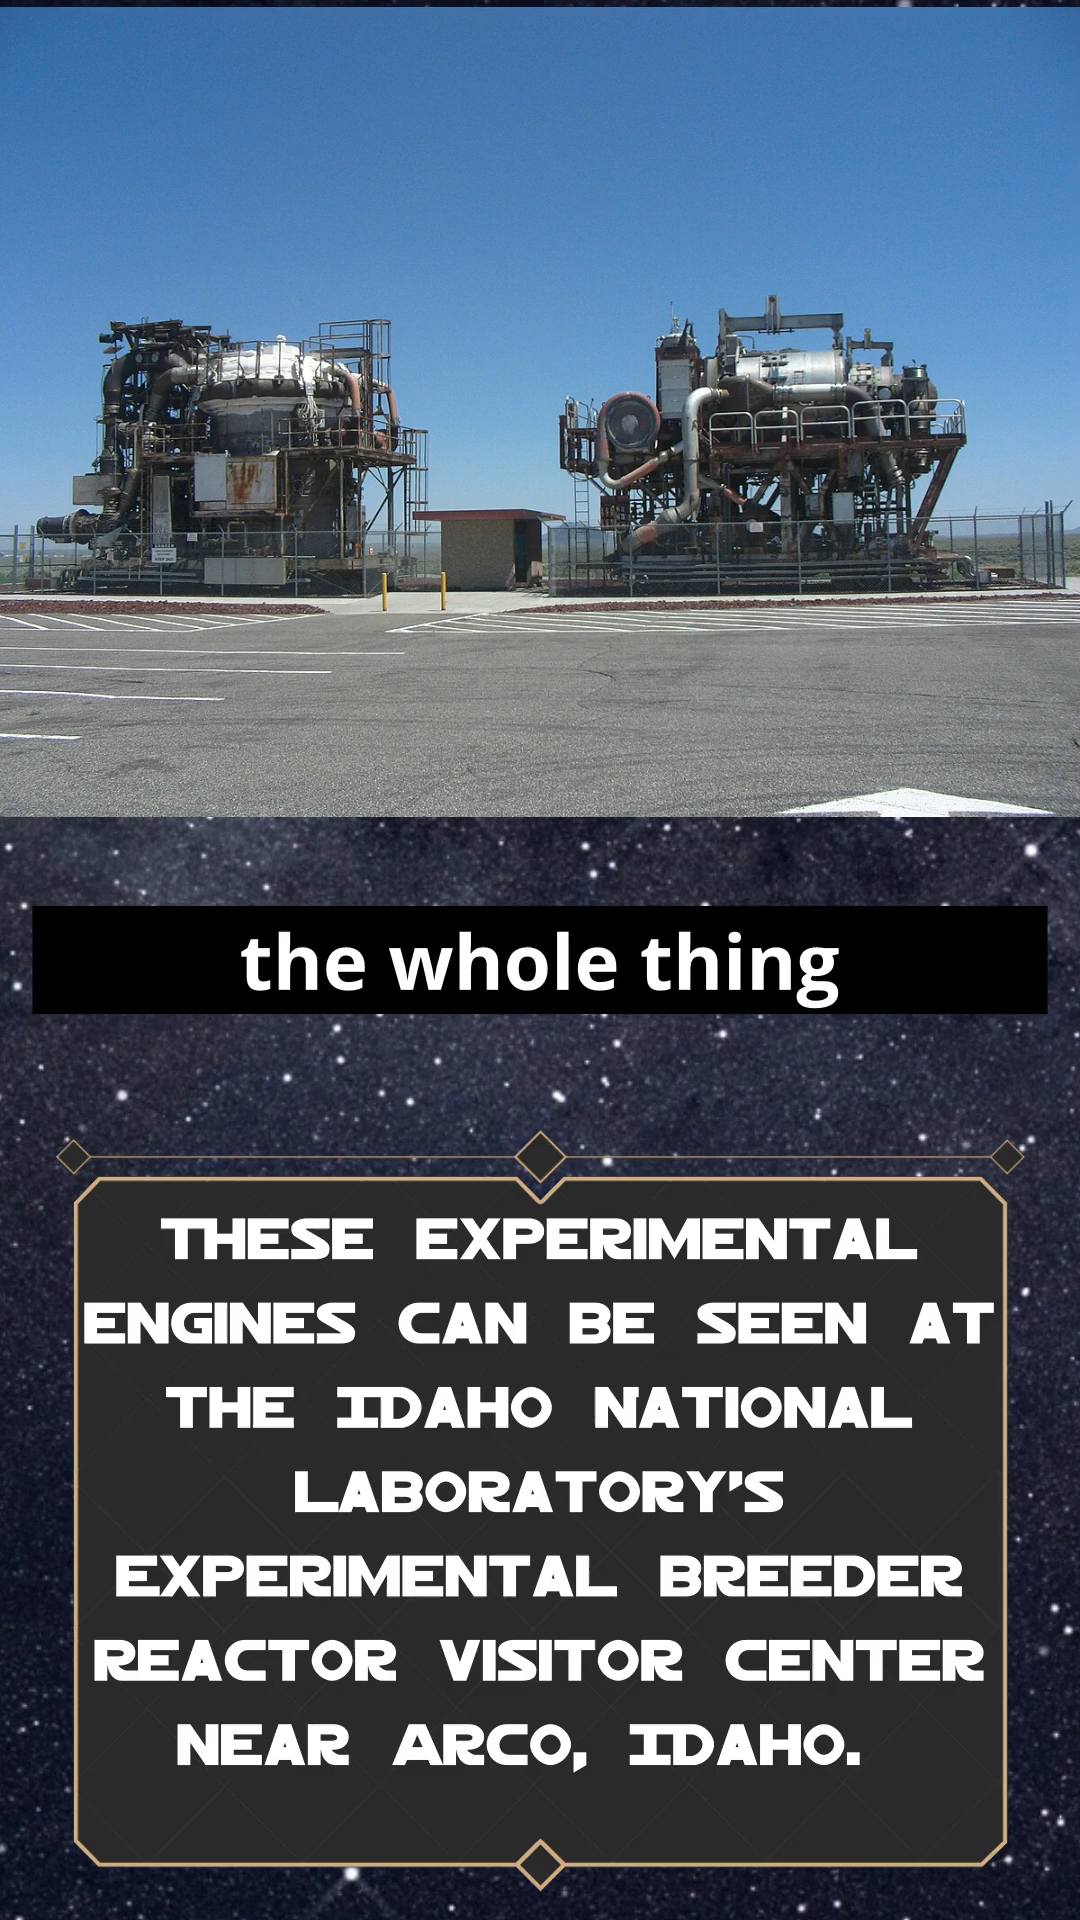 the whole thing
THESE EXPERIMENTAL
ENGINES CAN BE SEEN AT
THE IDAHO NATIONAL
LABORATORY'S
EXPERIMENTAL BREEDER
REACTOR VISITOR CENTER
NEAR ARCO, IDAHO.